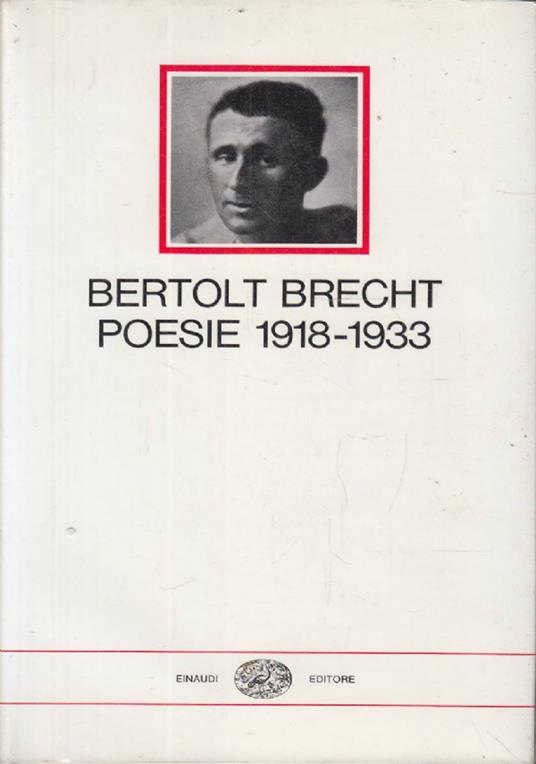 BERTOLT BRECHT
POESIE 1918-1933
EINAUDI EDITORE